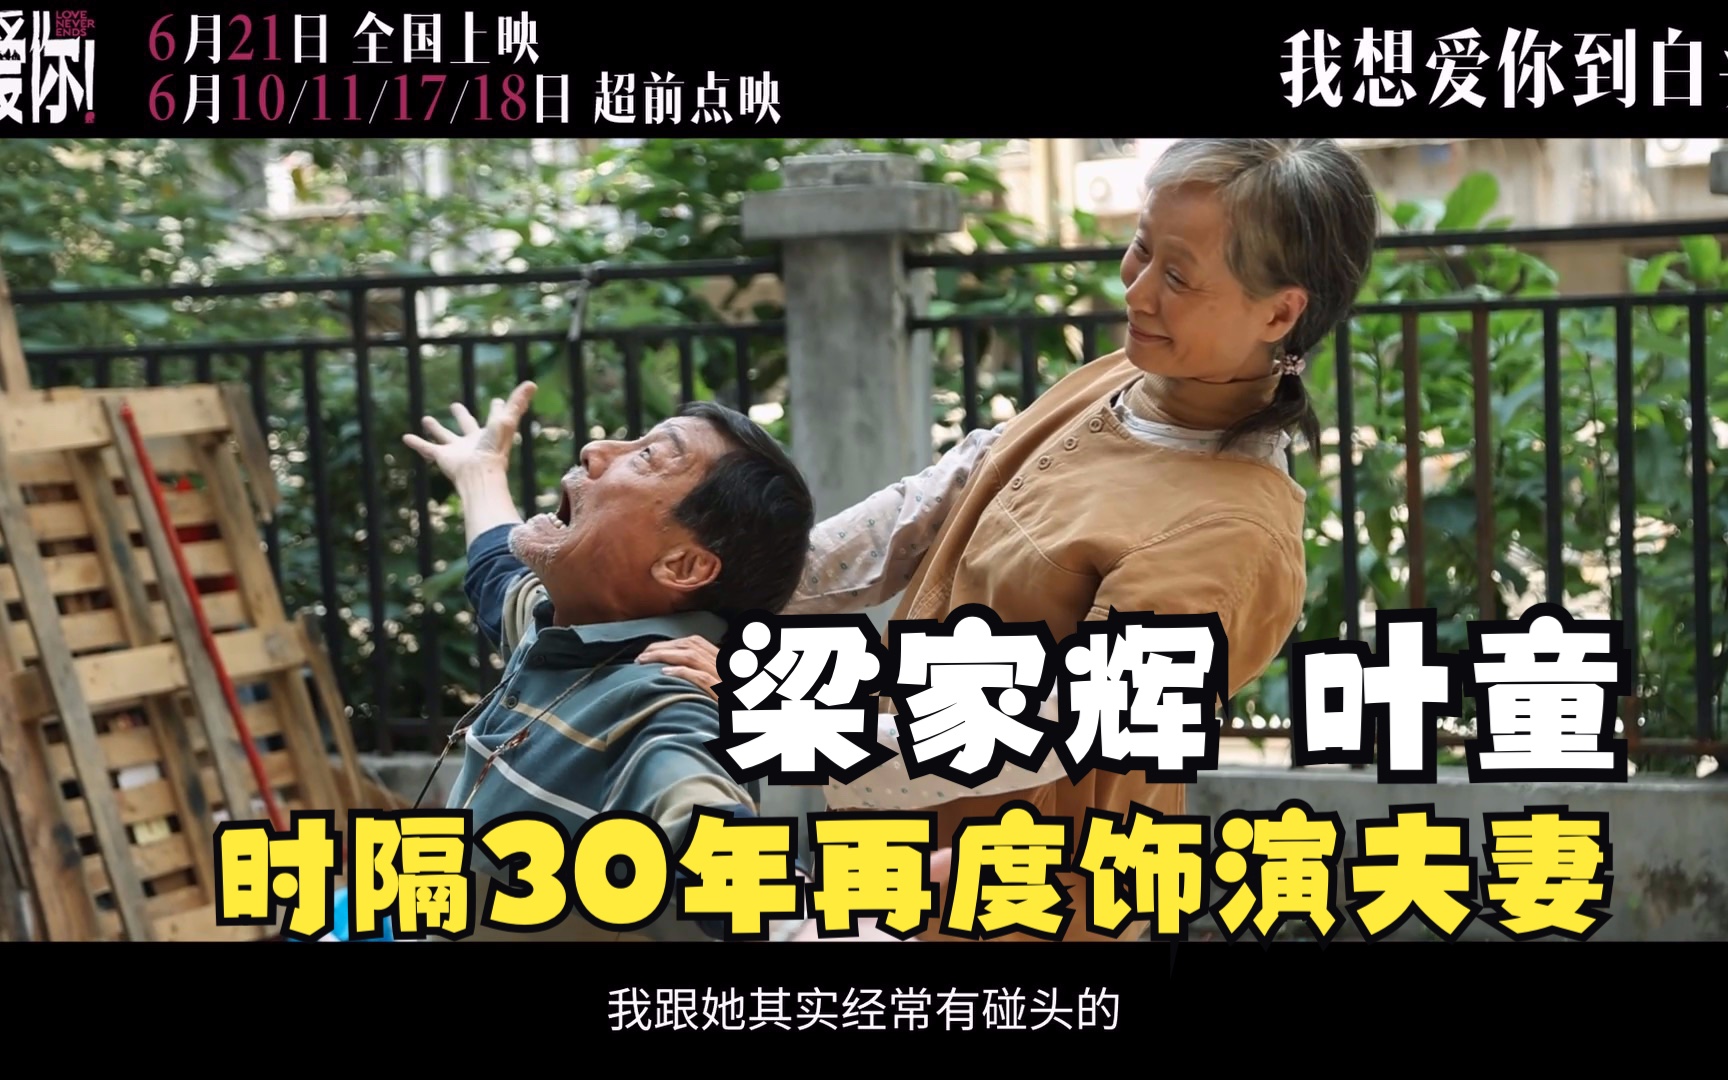 爱你!
LOVE
NEVER
ENDS
6月21日 全国上映
6月10/11/17/18日 超前点映
我想爱你到白
梁家辉 叶童
时隔30年再度饰演夫妻
我跟她其实经常有碰头的